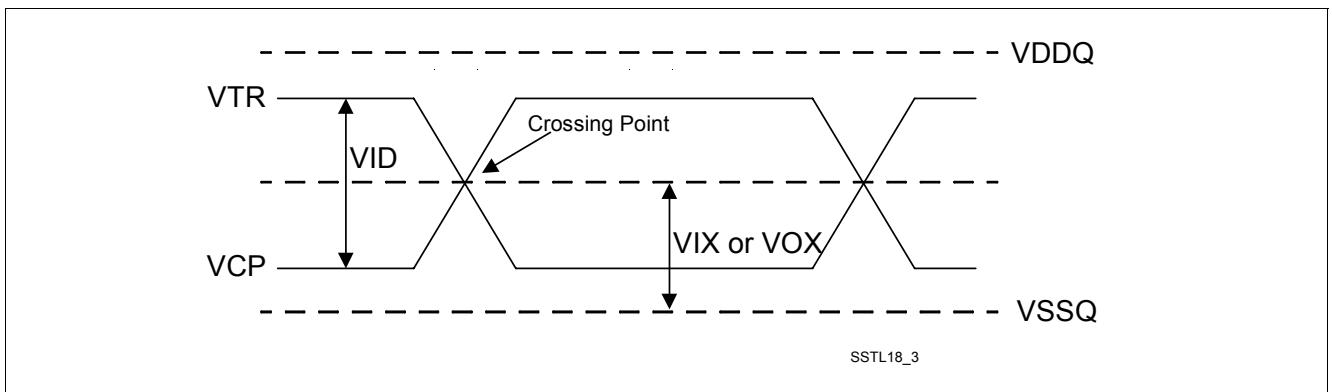 VDDQ
VTR
Crossing Point
VID
VIX or VOX
VCP
VSSQ
SSTL18_3